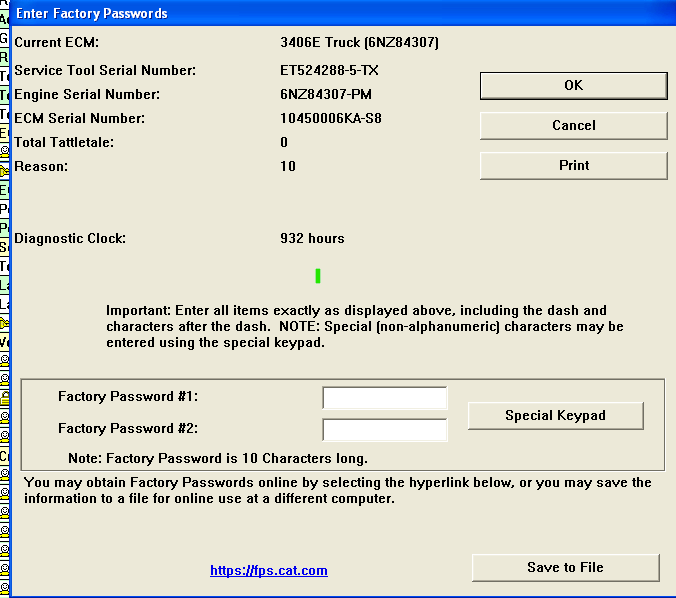 Enter Factory Passwords
Current ECM: 3406E Truck (6NZ84307)
Service Tool Serial Number: ET524288-5-TX
Engine Serial Number: 6NZ84307-PM
ECM Serial Number: 10450006KA-S8
Total Tattletale: 0
Reason: 10
OK
Cancel
Print
Diagnostic Clock: 932 hours
Important: Enter all items exactly as displayed above, including the dash and
characters after the dash.  NOTE: Special (non-alphanumeric) characters may be
entered using the special keypad.
Factory Password #1:
Factory Password #2:
Special Keypad
Note: Factory Password is 10 Characters long.
You may obtain Factory Passwords online by selecting the hyperlink below, or you may save the
information to a file for online use at a different computer.
https://fps.cat.com
Save to File